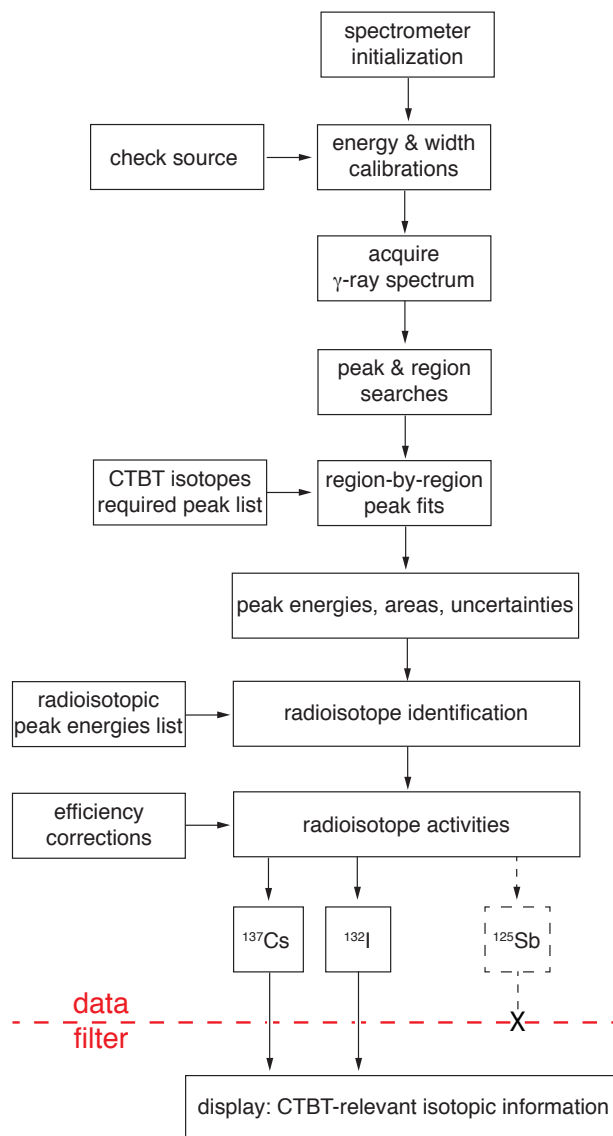 spectrometer
initialization
check source
energy & width
calibrations
acquire
γ-ray spectrum
peak & region
searches
CTBT isotopes
required peak list
region-by-region
peak fits
peak energies, areas, uncertainties
radioisotopic
peak energies list
radioisotope identification
efficiency
corrections
radioisotope activities
¹³⁷Cs
¹³²I
¹²⁵Sb
data
X
filter
display: CTBT-relevant isotopic information